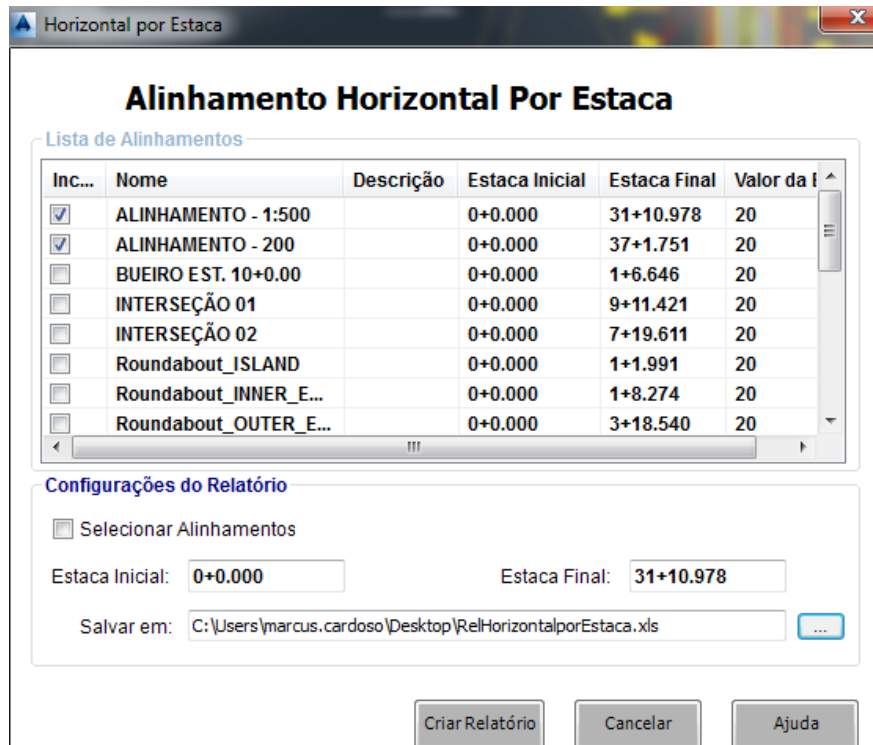 Horizontal por Estaca
Alinhamento Horizontal Por Estaca
Lista de Alinhamentos
Inc... Nome Descrição Estaca Inicial Estaca Final Valor da E
ALINHAMENTO - 1:500 0+0.000 31+10.978 20
ALINHAMENTO - 200 0+0.000 37+1.751 20
BUEIRO EST. 10+0.00 0+0.000 1+6.646 20
INTERSEÇÃO 01 0+0.000 9+11.421 20
INTERSEÇÃO 02 0+0.000 7+19.611 20
Roundabout_ISLAND 0+0.000 1+1.991 20
Roundabout_INNER_E... 0+0.000 1+8.274 20
Roundabout_OUTER_E... 0+0.000 3+18.540 20
Configurações do Relatório
Selecionar Alinhamentos
Estaca Inicial: 0+0.000 Estaca Final: 31+10.978
Salvar em: C:\Users\marcus.cardoso\Desktop\RelHorizontalporEstaca.xls ...
Criar Relatório Cancelar Ajuda